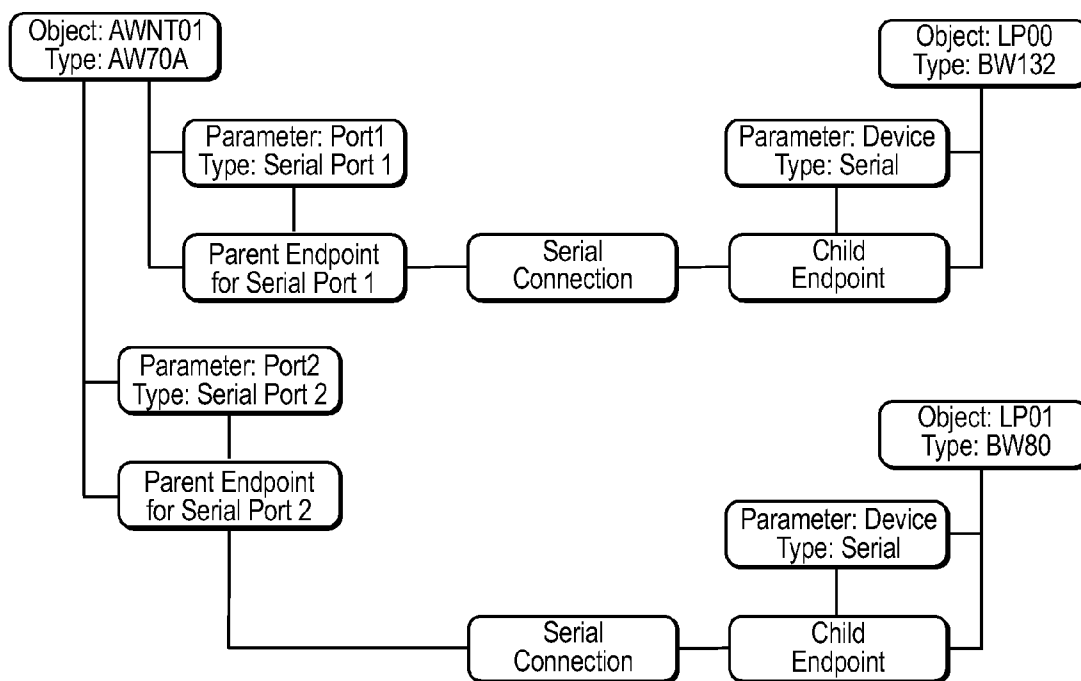 Object: AWNT01
Type: AW70A
Object: LP00
Type: BW132
Parameter: Port1
Type: Serial Port 1
Parameter: Device
Type: Serial
Parent Endpoint
for Serial Port 1
Serial
Connection
Child
Endpoint
Parameter: Port2
Type: Serial Port 2
Object: LP01
Type: BW80
Parent Endpoint
for Serial Port 2
Parameter: Device
Type: Serial
Serial
Connection
Child
Endpoint